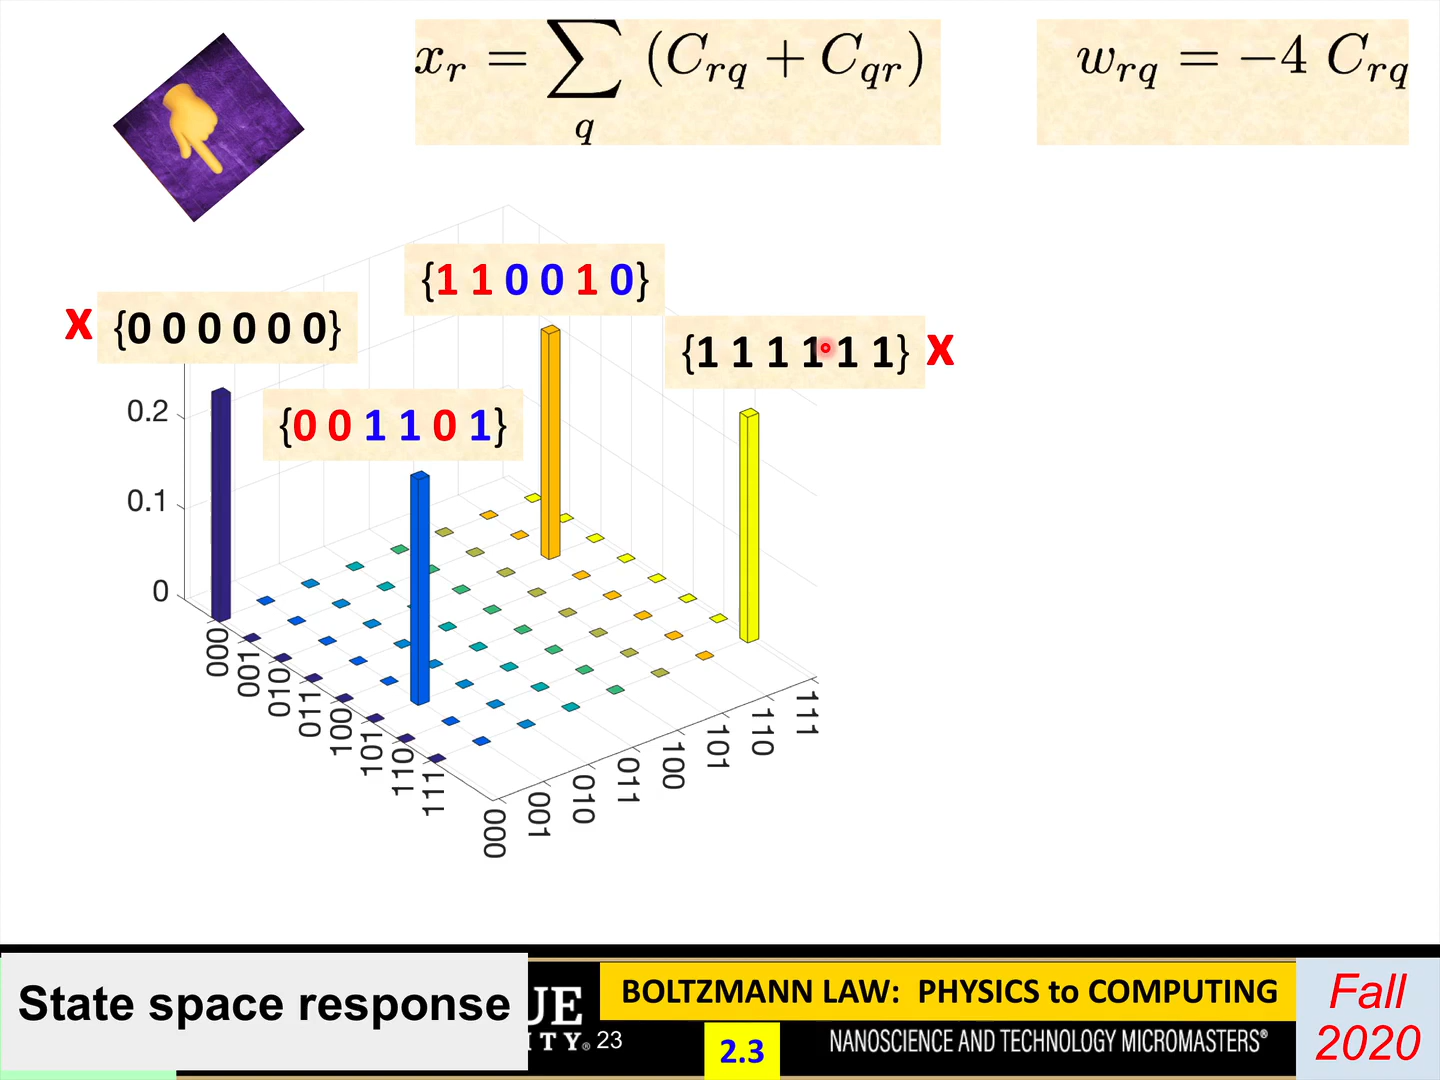 x_r = ∑_q (C_rq + C_qr)
w_rq = −4 C_rq
{1 1 0 0 1 0}
X {0 0 0 0 0 0}
{1 1 1 1 1 1} X
{0 0 1 1 0 1}
0.2
0.1
0
000
001
010
011
100
101
110
111
000
001
010
011
100
101
110
111
State space response
UE
ITY® 23
BOLTZMANN LAW: PHYSICS to COMPUTING
2.3
NANOSCIENCE AND TECHNOLOGY MICROMASTERS®
Fall
2020